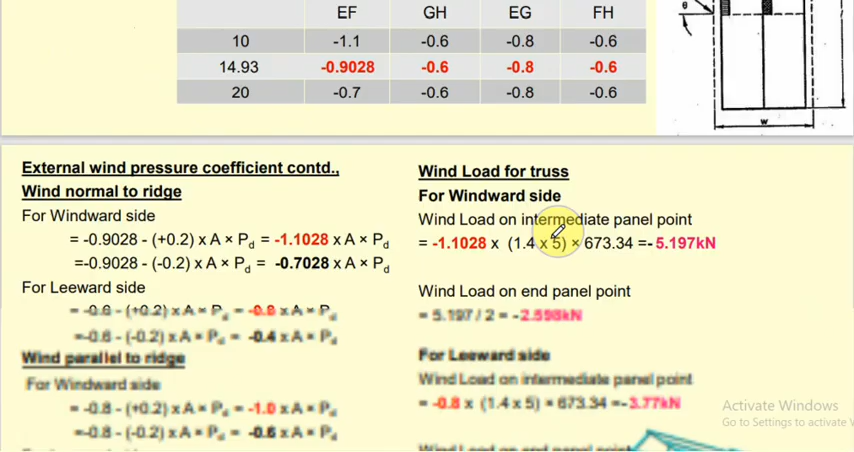 EF GH EG FH
10 -1.1 -0.6 -0.8 -0.6
14.93 -0.9028 -0.6 -0.8 -0.6
20 -0.7 -0.6 -0.8 -0.6
θ
W
External wind pressure coefficient contd.,
Wind normal to ridge
For Windward side
= -0.9028 - (+0.2) x A × Pd = -1.1028 x A × Pd
=-0.9028 - (-0.2) x A × Pd = -0.7028 x A × Pd
For Leeward side
= -0.6 - (+0.2) x A × Pd = -0.8 x A × Pd
=-0.6 - (-0.2) x A × Pd = -0.4 x A × Pd
Wind parallel to ridge
For Windward side
= -0.8 - (+0.2) x A × Pd = -1.0 x A × Pd
=-0.8 - (-0.2) x A × Pd = -0.6 x A × Pd
Wind Load for truss
For Windward side
Wind Load on intermediate panel point
= -1.1028 x (1.4 x 5) × 673.34 =- 5.197kN
Wind Load on end panel point
= 5.197 / 2 = -2.598kN
For Leeward side
Wind Load on intermediate panel point
= -0.8 x (1.4 x 5) × 673.34 =-3.77kN
Wind Load on end panel point
Activate Windows
Go to Settings to activate